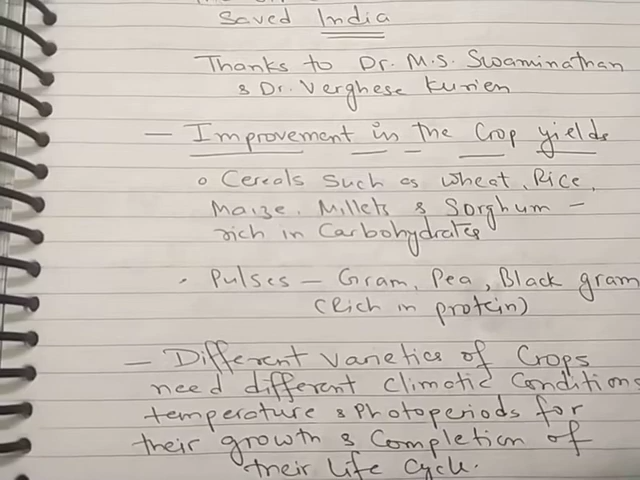 Saved India
Thanks to Dr. M.S. Swaminathan
& Dr. Verghese Kurien
— Improvement in the Crop yields
o Cereals such as wheat, Rice,
Maize, Millets & Sorghum –
rich in Carbohydrates
• Pulses – Gram, Pea, Black gram
(Rich in protein)
— Different varieties of Crops
need different Climatic Conditions
temperature & Photoperiods for
their growth & Completion of
their life Cycle.